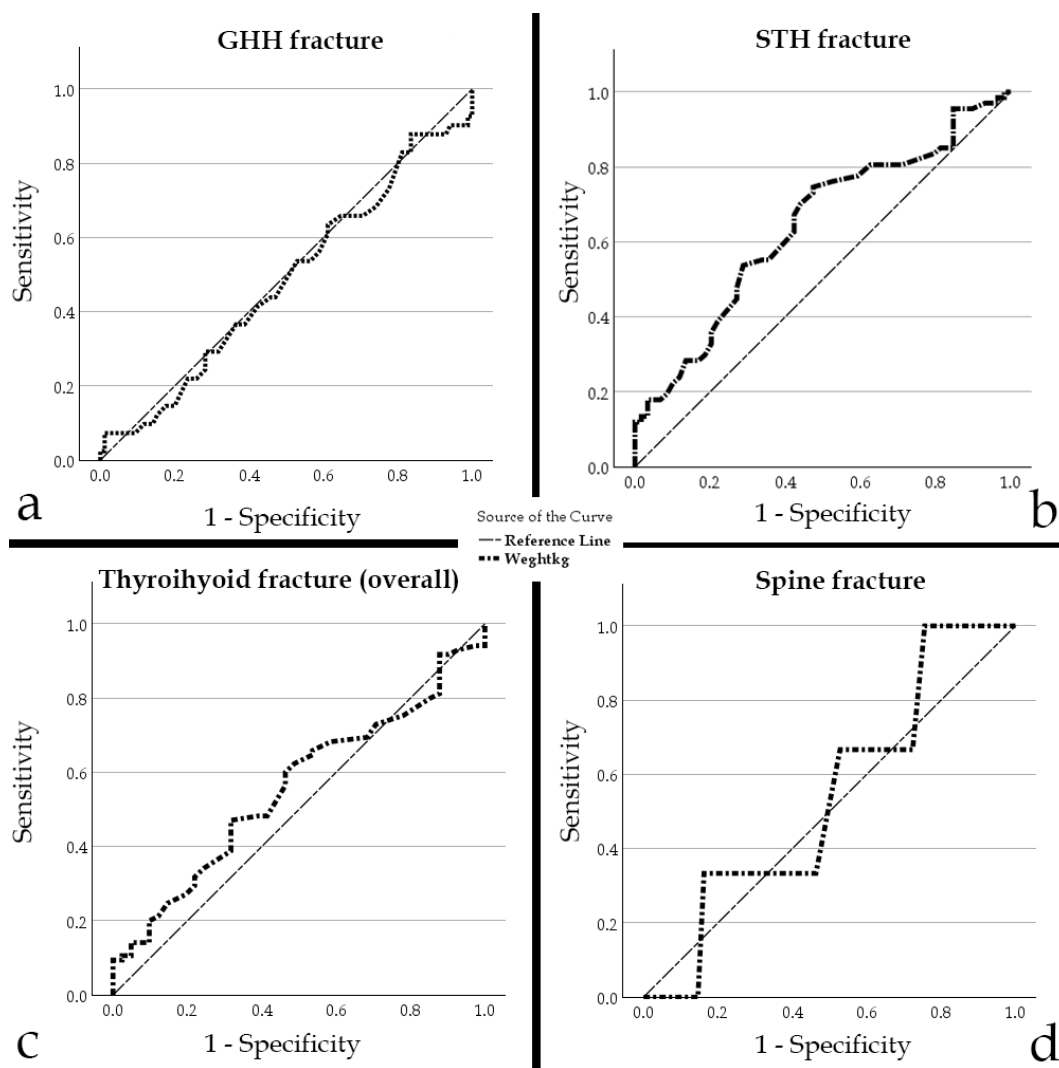 GHH fracture
1.0
0.8
0.6
0.4
0.2
0.0
Sensitivity
0.0 0.2 0.4 0.6 0.8 1.0
1 - Specificity
a
STH fracture
1.0
0.8
0.6
0.4
0.2
0.0
Sensitivity
0.0 0.2 0.4 0.6 0.8 1.0
1 - Specificity
b
Source of the Curve
Reference Line
Weghtkg
Thyroihyoid fracture (overall)
1.0
0.8
0.6
0.4
0.2
0.0
Sensitivity
0.0 0.2 0.4 0.6 0.8 1.0
1 - Specificity
c
Spine fracture
1.0
0.8
0.6
0.4
0.2
0.0
Sensitivity
0.0 0.2 0.4 0.6 0.8 1.0
1 - Specificity
d